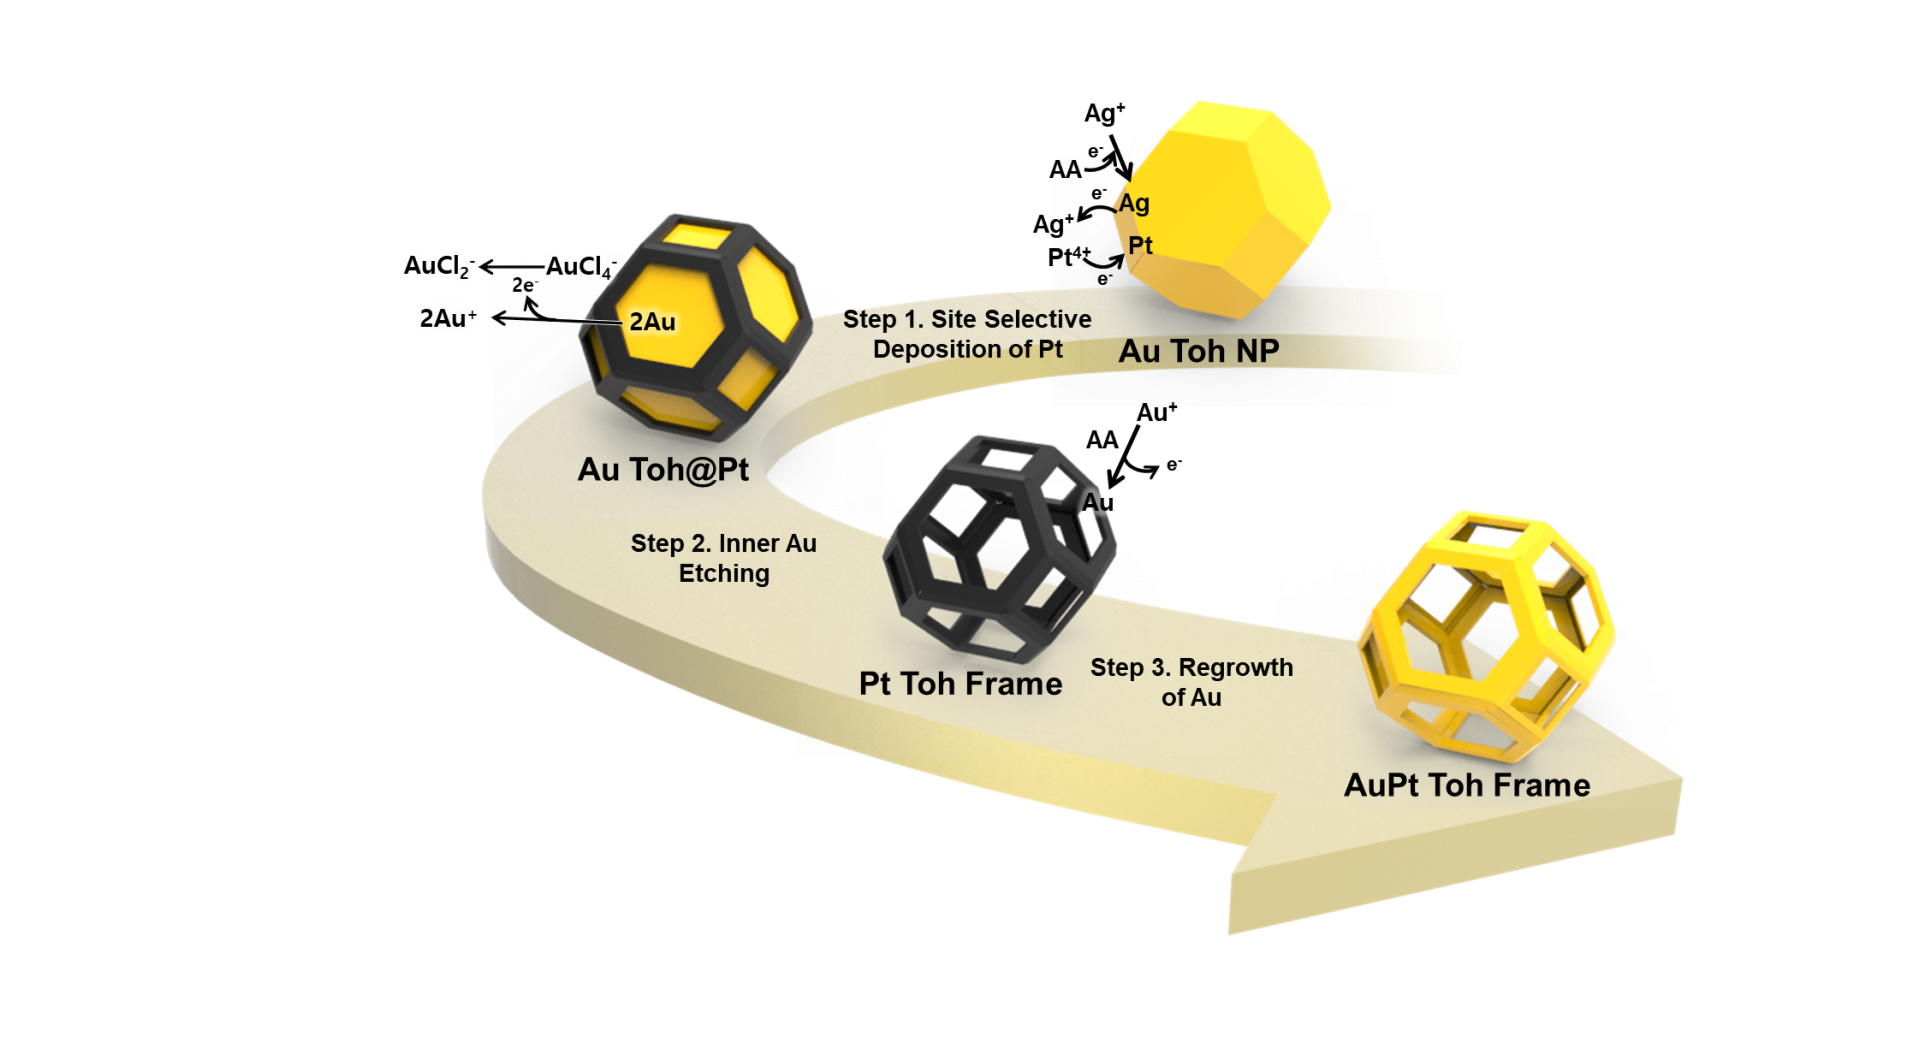 Ag⁺
e⁻
AA
e⁻
Ag
Ag⁺
Pt
Pt⁴⁺
e⁻
Au Toh NP
Step 1. Site Selective
Deposition of Pt
AuCl₂⁻
AuCl₄⁻
2e⁻
2Au⁺
2Au
Au Toh@Pt
Step 2. Inner Au
Etching
Au⁺
AA
e⁻
Au
Pt Toh Frame
Step 3. Regrowth
of Au
AuPt Toh Frame